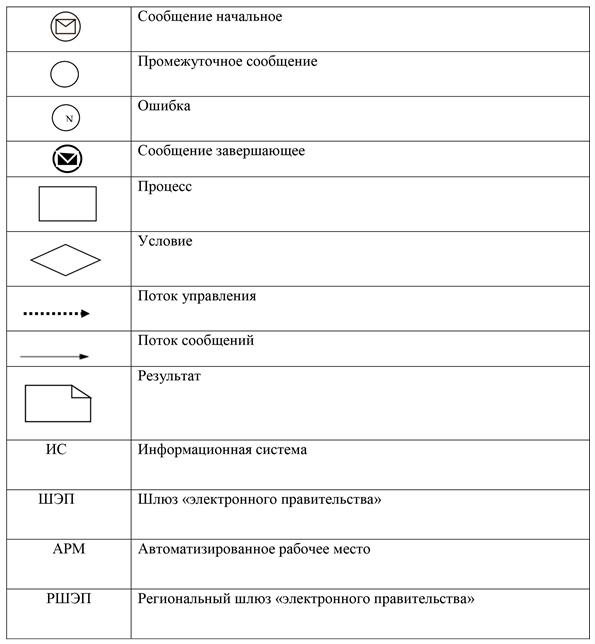 Сообщение начальное
Промежуточное сообщение
N
Ошибка
Сообщение завершающее
Процесс
Условие
Поток управления
Поток сообщений
Результат
ИС Информационная система
ШЭП Шлюз «электронного правительства»
АРМ Автоматизированное рабочее место
РШЭП Региональный шлюз «электронного правительства»